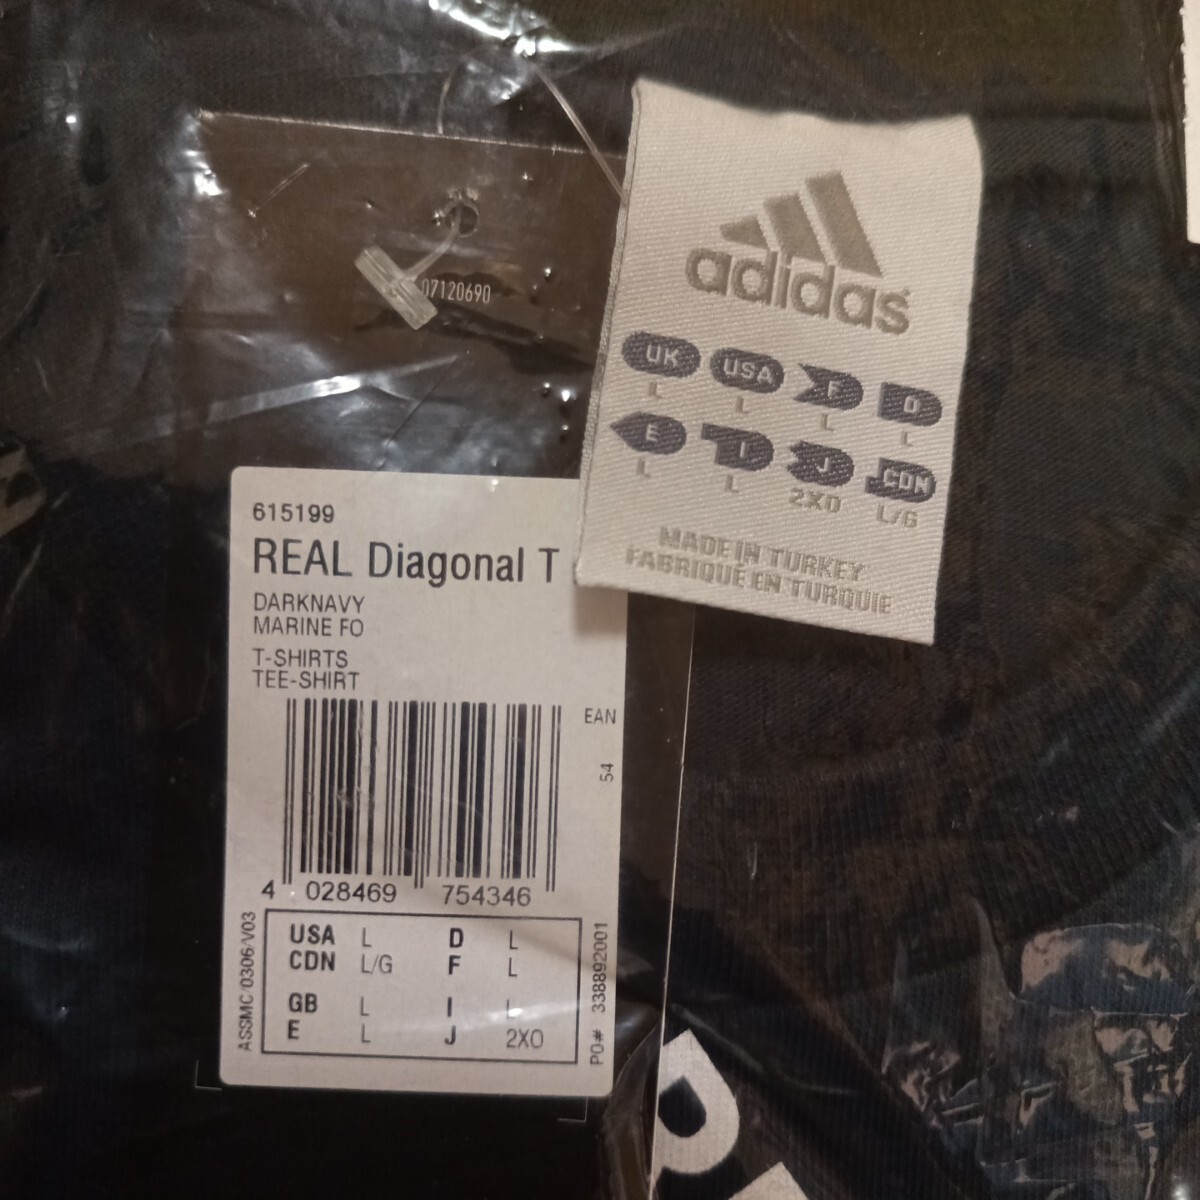 07120690
adidas
UK USA F D
L L L L
E I J CDN
L L 2XO L/G
MADE IN TURKEY
FABRIQUÉ EN TURQUIE
615199
REAL Diagonal T
DARKNAVY
MARINE FO
T-SHIRTS
TEE-SHIRT
EAN
54
4 028469 754346
USA L D L
CDN L/G F L
GB L I L
E L J 2XO
ASSMC/0306/V03
PO# 338892001